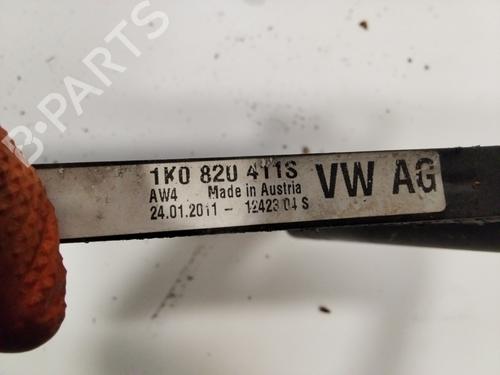 1K0 820 411S VW AG
AW4 Made in Austria
24.01.2011 - 12423 04 S
B-PARTS